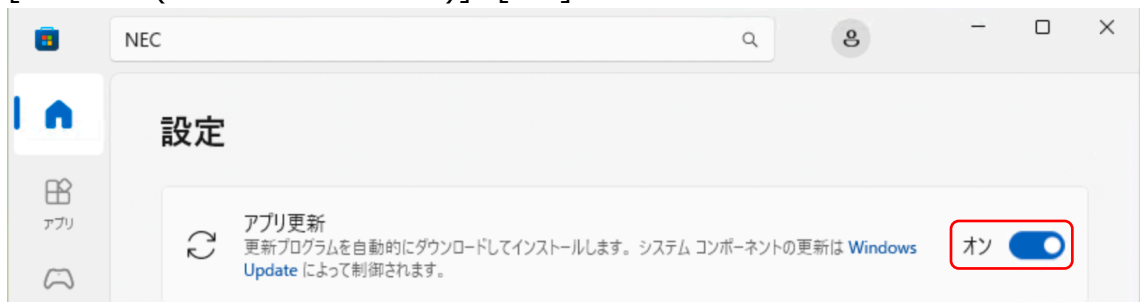 NEC
設定
アプリ
アプリ更新
更新プログラムを自動的にダウンロードしてインストールします。システム コンポーネントの更新は Windows
Update によって制御されます。
オン